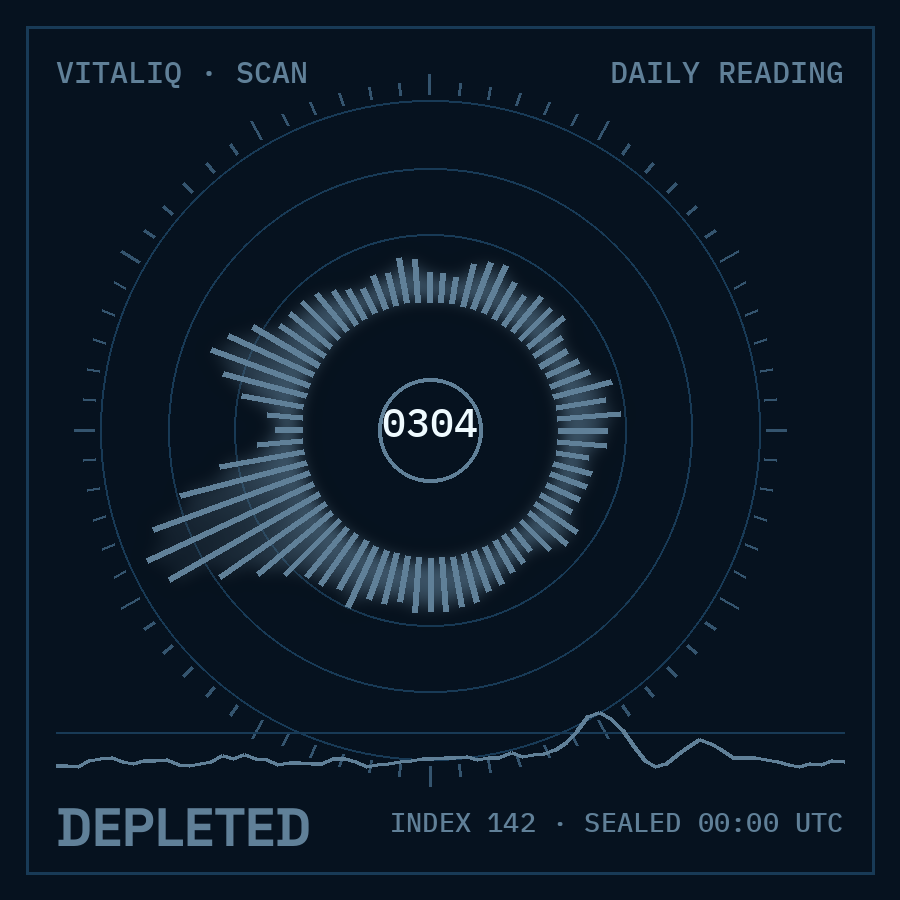 VITALIQ · SCAN
DAILY READING
0304
DEPLETED
INDEX 142 · SEALED 00:00 UTC